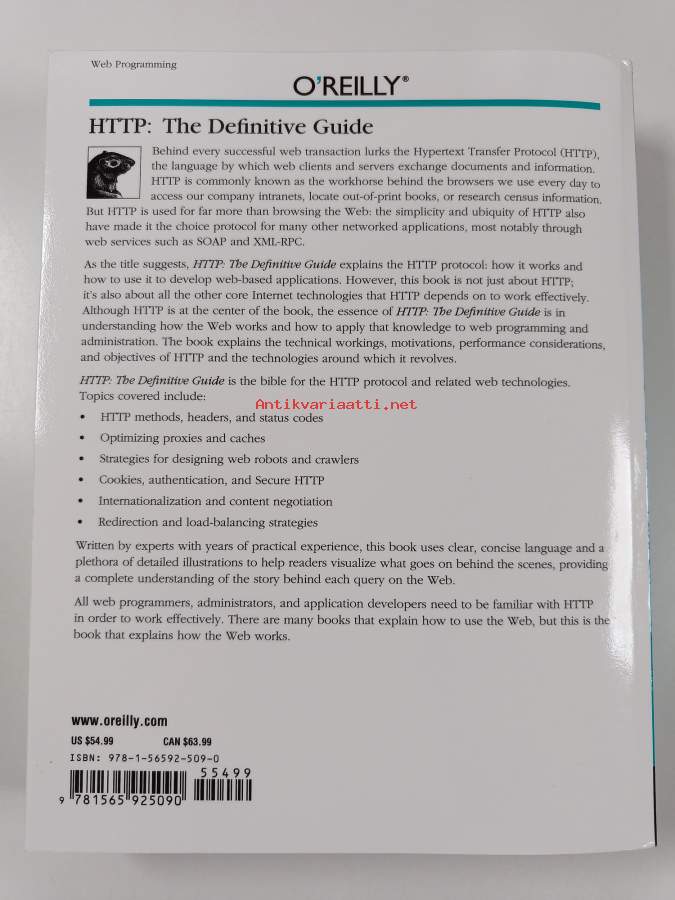 Web Programming
O'REILLY®
HTTP: The Definitive Guide
Behind every successful web transaction lurks the Hypertext Transfer Protocol (HTTP),
the language by which web clients and servers exchange documents and information.
HTTP is commonly known as the workhorse behind the browsers we use every day to
access our company intranets, locate out-of-print books, or research census information.
But HTTP is used for far more than browsing the Web: the simplicity and ubiquity of HTTP also
have made it the choice protocol for many other networked applications, most notably through
web services such as SOAP and XML-RPC.
As the title suggests, HTTP: The Definitive Guide explains the HTTP protocol: how it works and
how to use it to develop web-based applications. However, this book is not just about HTTP;
it's also about all the other core Internet technologies that HTTP depends on to work effectively.
Although HTTP is at the center of the book, the essence of HTTP: The Definitive Guide is in
understanding how the Web works and how to apply that knowledge to web programming and
administration. The book explains the technical workings, motivations, performance considerations,
and objectives of HTTP and the technologies around which it revolves.
HTTP: The Definitive Guide is the bible for the HTTP protocol and related web technologies.
Topics covered include:
Antikvariaatti.net
• HTTP methods, headers, and status codes
• Optimizing proxies and caches
• Strategies for designing web robots and crawlers
• Cookies, authentication, and Secure HTTP
• Internationalization and content negotiation
• Redirection and load-balancing strategies
Written by experts with years of practical experience, this book uses clear, concise language and a
plethora of detailed illustrations to help readers visualize what goes on behind the scenes, providing
a complete understanding of the story behind each query on the Web.
All web programmers, administrators, and application developers need to be familiar with HTTP
in order to work effectively. There are many books that explain how to use the Web, but this is the
book that explains how the Web works.
www.oreilly.com
US $54.99 CAN $63.99
ISBN: 978-1-56592-509-0
55499
9 781565 925090